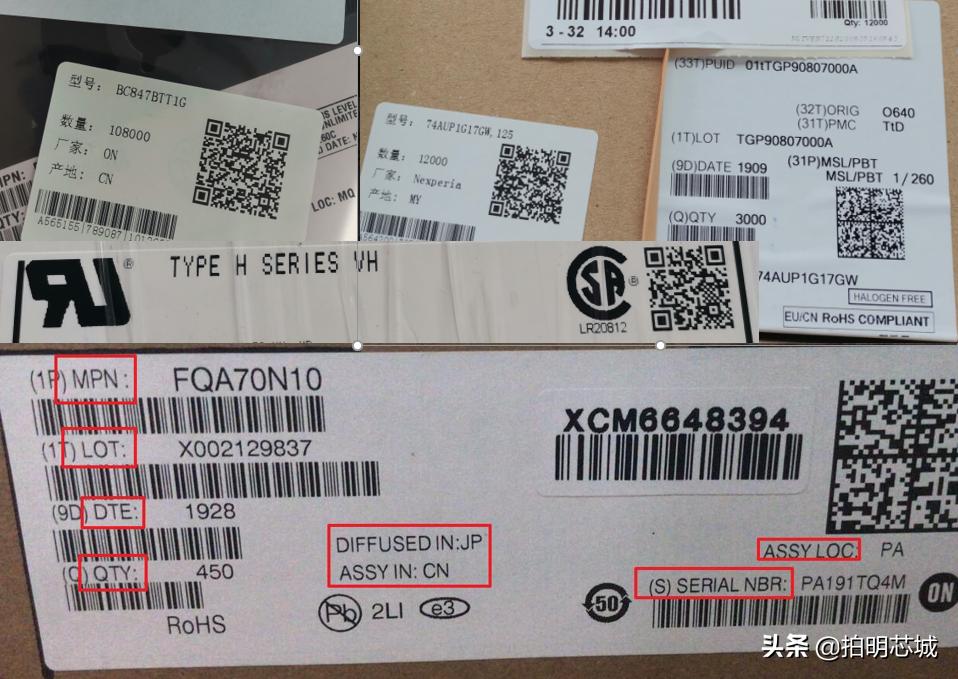 型号: BC847BTT1G
数量: 108000
厂家: ON
产地: CN
LOC: MQ
型号: 74AUP1G17GW,125
数量: 12000
厂家: Nexperia
产地: MY
3-32 14:00
Qty: 12000
(33T)PUID 01tTGP90807000A
(32T)ORIG O640
(31T)PMC TtD
(1T)LOT TGP90807000A
(9D)DATE 1909
(31P)MSL/PBT
MSL/PBT 1/260
(Q)QTY 3000
74AUP1G17GW
HALOGEN FREE
EU/CN RoHS COMPLIANT
TYPE H SERIES VH
LR20812
(1P) MPN: FQA70N10
(1T) LOT: X002129837
(9D) DTE: 1928
(Q) QTY: 450
RoHS
DIFFUSED IN:JP
ASSY IN: CN
Pb 2LI e3
XCM6648394
ASSY LOC: PA
(S) SERIAL NBR: PA191TQ4M
50
ON
头条 @拍明芯城